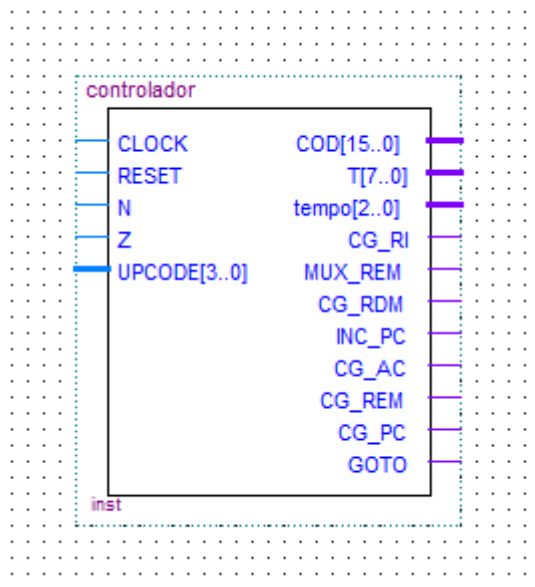 controlador
CLOCK COD[15..0]
RESET T[7..0]
N tempo[2..0]
Z CG_RI
UPCODE[3..0] MUX_REM
CG_RDM
INC_PC
CG_AC
CG_REM
CG_PC
GOTO
inst